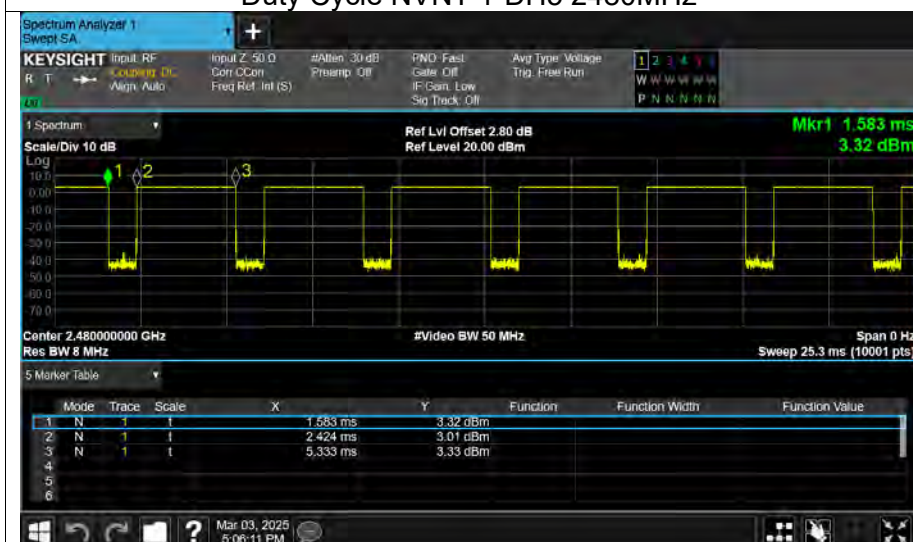 Duty Cycle NVNT 1-DH5 2480MHz
Spectrum Analyzer 1
Swept SA
+
KEYSIGHT Input: RF Input Z: 50 Ω #Atten: 30 dB PNO: Fast Avg Type: Voltage 1 2 3 4 5 6
R T Coupling: DC Corr CCorr Preamp: Off Gate: Off Trig: Free Run W W W W W W
Align: Auto Freq Ref: Int (S) IF Gain: Low
Sig Track: Off P N N N N N
1 Spectrum
Ref Lvl Offset 2.80 dB Mkr1 1.583 ms
Scale/Div 10 dB Ref Level 20.00 dBm 3.32 dBm
Log
1 2 3
10.0
0.00
-10.0
-20.0
-30.0
-40.0
-50.0
-60.0
-70.0
Center 2.480000000 GHz #Video BW 50 MHz Span 0 Hz
Res BW 8 MHz Sweep 25.3 ms (10001 pts)
5 Marker Table
Mode Trace Scale X Y Function Function Width Function Value
1 N 1 t 1.583 ms 3.32 dBm
2 N 1 t 2.424 ms 3.01 dBm
3 N 1 t 5.333 ms 3.33 dBm
4
5
6
? Mar 03, 2025
5:06:11 PM